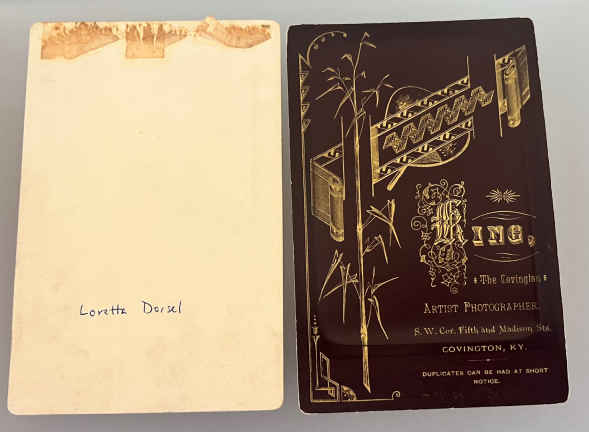 Loretta Dorsel
KING,
The Covington
ARTIST PHOTOGRAPHER.
S. W. Cor. Fifth and Madison Sts.
COVINGTON, KY.
DUPLICATES CAN BE HAD AT SHORT
NOTICE.